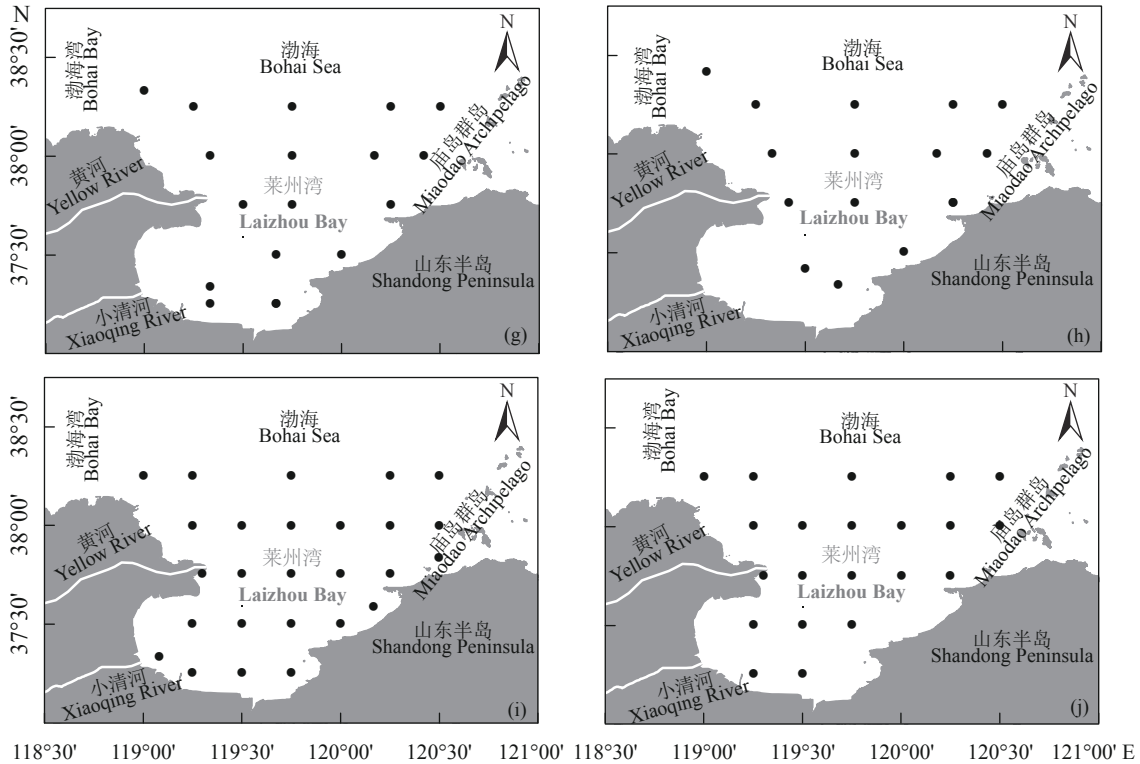 N
38°30'
38°00'
37°30'
N
渤海湾
Bohai Bay
渤海
Bohai Sea
庙岛群岛
Miaodao Archipelago
黄河
Yellow River
莱州湾
Laizhou Bay
山东半岛
Shandong Peninsula
小清河
Xiaoqing River
(g)
N
渤海湾
Bohai Bay
渤海
Bohai Sea
庙岛群岛
Miaodao Archipelago
黄河
Yellow River
莱州湾
Laizhou Bay
山东半岛
Shandong Peninsula
小清河
Xiaoqing River
(h)
38°30'
38°00'
37°30'
N
渤海湾
Bohai Bay
渤海
Bohai Sea
庙岛群岛
Miaodao Archipelago
黄河
Yellow River
莱州湾
Laizhou Bay
山东半岛
Shandong Peninsula
小清河
Xiaoqing River
(i)
N
渤海湾
Bohai Bay
渤海
Bohai Sea
庙岛群岛
Miaodao Archipelago
黄河
Yellow River
莱州湾
Laizhou Bay
山东半岛
Shandong Peninsula
小清河
Xiaoqing River
(j)
118°30' 119°00' 119°30' 120°00' 120°30' 121°00' 118°30' 119°00' 119°30' 120°00' 120°30' 121°00' E